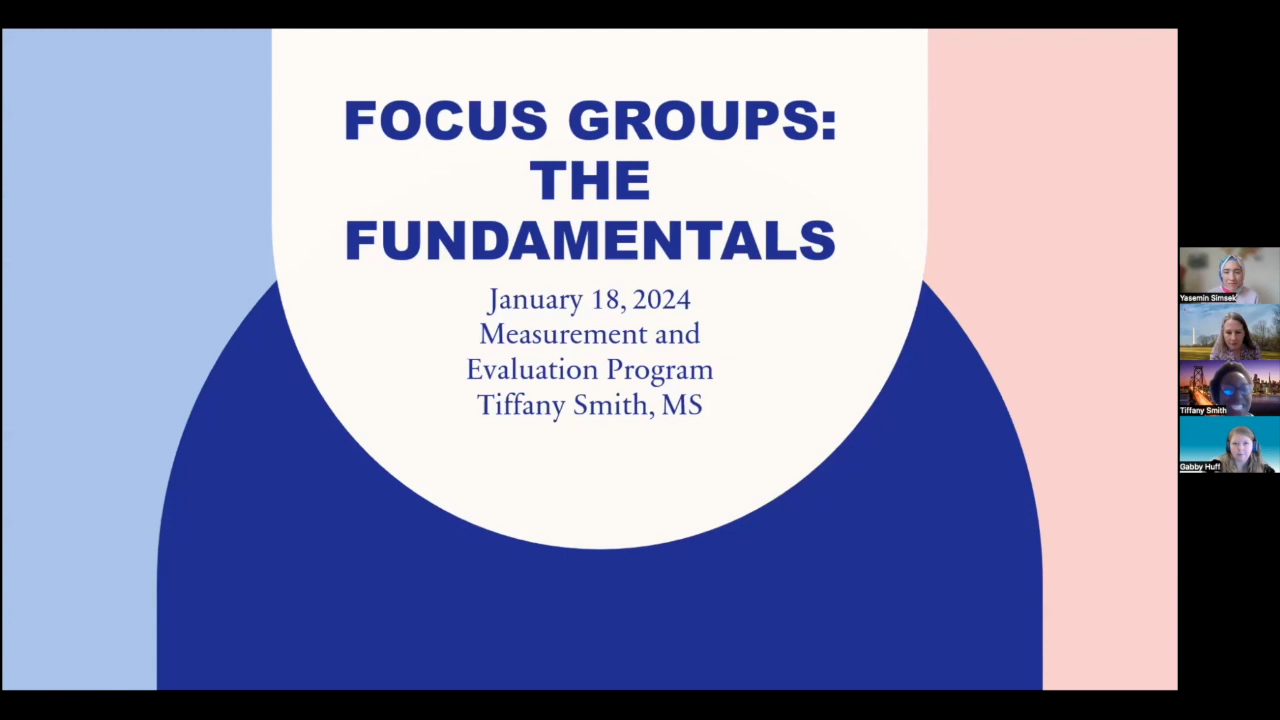 FOCUS GROUPS:
THE
FUNDAMENTALS
January 18, 2024
Measurement and
Evaluation Program
Tiffany Smith, MS
Yasemin Simsek
Tiffany Smith
Gabby Huff